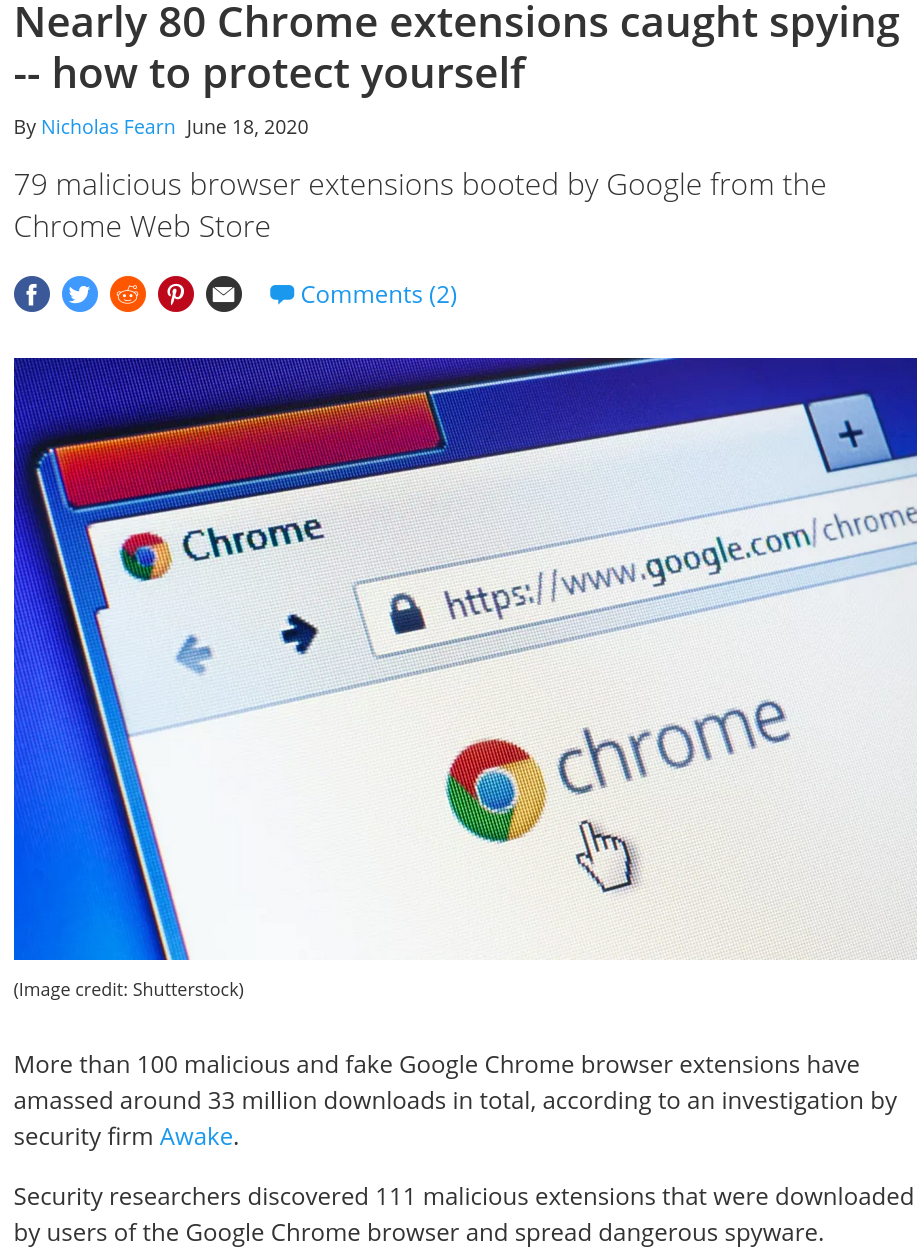 Nearly 80 Chrome extensions caught spying
-- how to protect yourself
By Nicholas Fearn June 18, 2020
79 malicious browser extensions booted by Google from the
Chrome Web Store
Comments (2)
+
Chrome
https://www.google.com/chrome
chrome
(Image credit: Shutterstock)
More than 100 malicious and fake Google Chrome browser extensions have
amassed around 33 million downloads in total, according to an investigation by
security firm Awake.
Security researchers discovered 111 malicious extensions that were downloaded
by users of the Google Chrome browser and spread dangerous spyware.